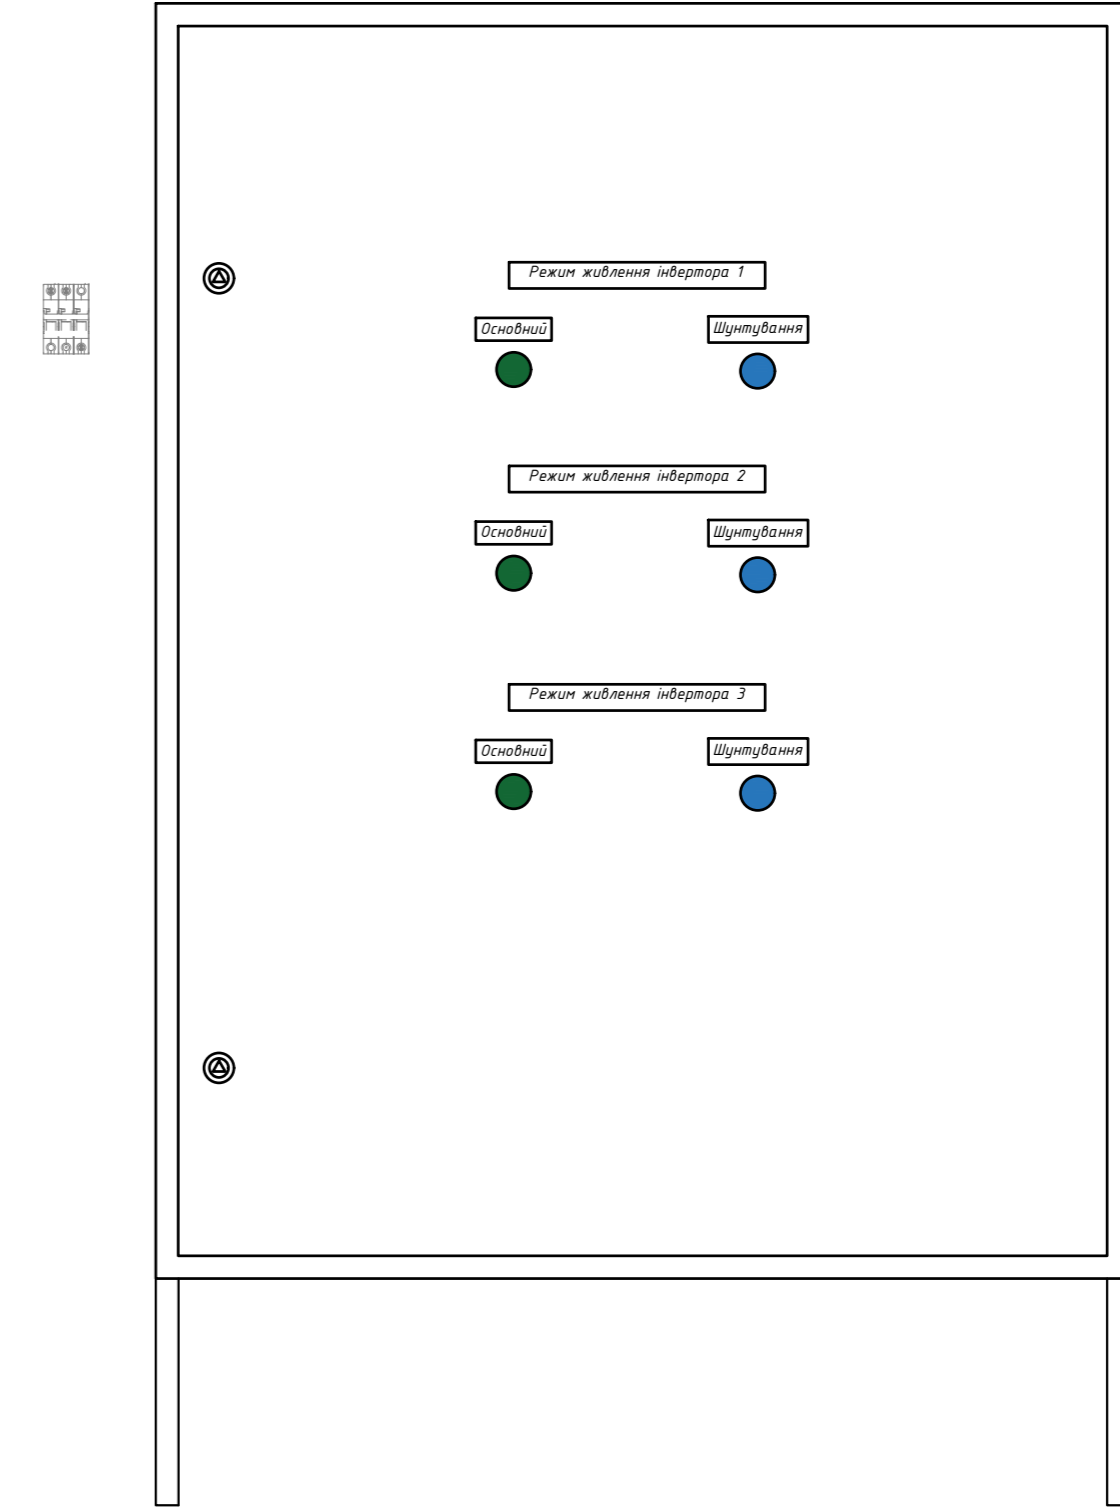 Режим живлення інвертора 1
Основний
Шунтування
Режим живлення інвертора 2
Основний
Шунтування
Режим живлення інвертора 3
Основний
Шунтування